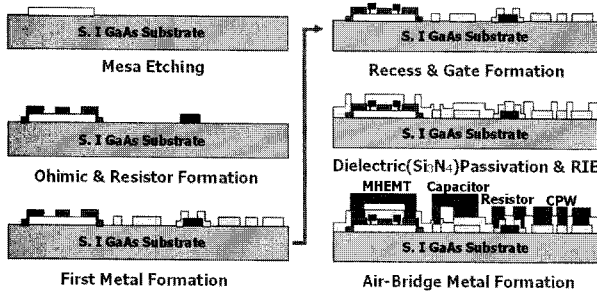 S. I GaAs Substrate
Mesa Etching
S. I GaAs Substrate
Ohimic & Resistor Formation
S. I GaAs Substrate
First Metal Formation
S. I GaAs Substrate
Recess & Gate Formation
S. I GaAs Substrate
Dielectric(Si3N4)Passivation & RIE
MHEMT Capacitor
Resistor CPW
S. I GaAs Substrate
Air-Bridge Metal Formation